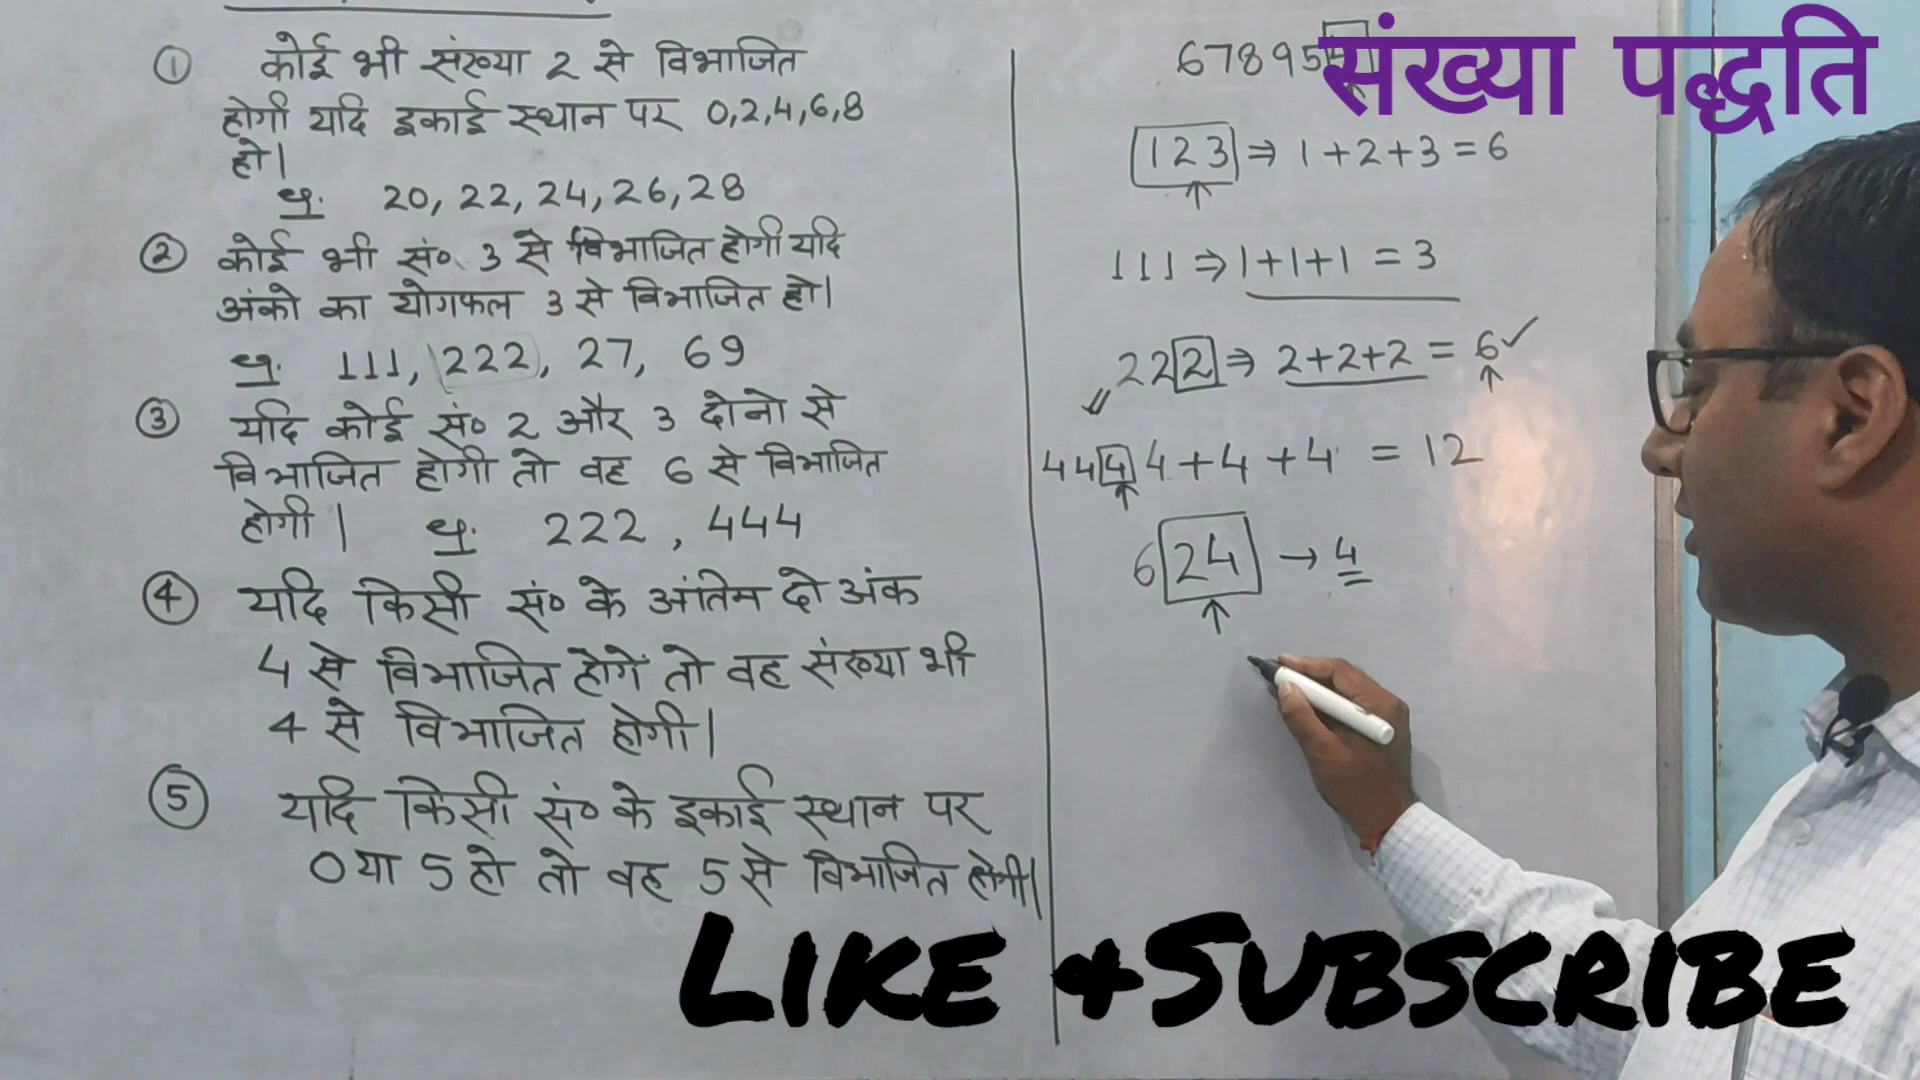 ① कोई भी संख्या 2 से विभाजित
होगी यदि इकाई स्थान पर 0,2,4,6,8
हो।
20, 22, 24, 26, 28
② कोई भी सं॰ 3 से विभाजित होगी यदि
अंको का योगफल 3 से विभाजित हो।
111, 222, 27, 69
③ यदि कोई सं॰ 2 और 3 दोनो से
विभाजित होगी तो वह 6 से विभाजित
होगी। 222, 444
④ यदि किसी सं॰ के अंतिम दो अंक
4 से विभाजित होगें तो वह संख्या भी
4 से विभाजित होगी।
⑤ यदि किसी सं॰ के इकाई स्थान पर
0 या 5 हो तो वह 5 से विभाजित होगी।
संख्या पद्धति
678954
123 ⇒ 1+2+3 = 6
111 ⇒ 1+1+1 = 3
222 ⇒ 2+2+2 = 6 ✓
444 4+4+4 = 12
624 → 4
LIKE &SUBSCRIBE